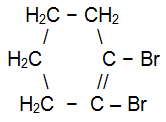 H₂C – CH₂
H₂C C – Br
H₂C – C – Br